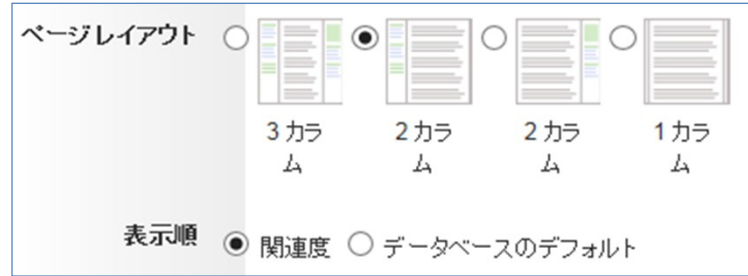 ページレイアウト
3 カラ 2 カラ 2 カラ 1 カラ
ム ム ム ム
表示順 関連度 データベースのデフォルト